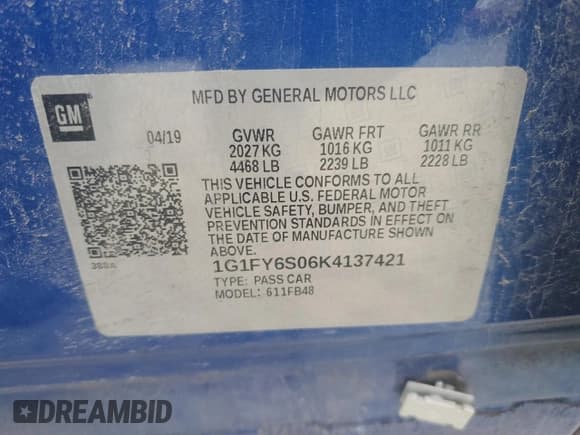 GM
MFD BY GENERAL MOTORS LLC
04/19 GVWR GAWR FRT GAWR RR
2027 KG 1016 KG 1011 KG
4468 LB 2239 LB 2228 LB
THIS VEHICLE CONFORMS TO ALL
APPLICABLE U.S. FEDERAL MOTOR
VEHICLE SAFETY, BUMPER, AND THEFT
PREVENTION STANDARDS IN EFFECT ON
THE DATE OF MANUFACTURE SHOWN
ABOVE.
1G1FY6S06K4137421
TYPE: PASS CAR
MODEL: 611FB48
DREAMBID